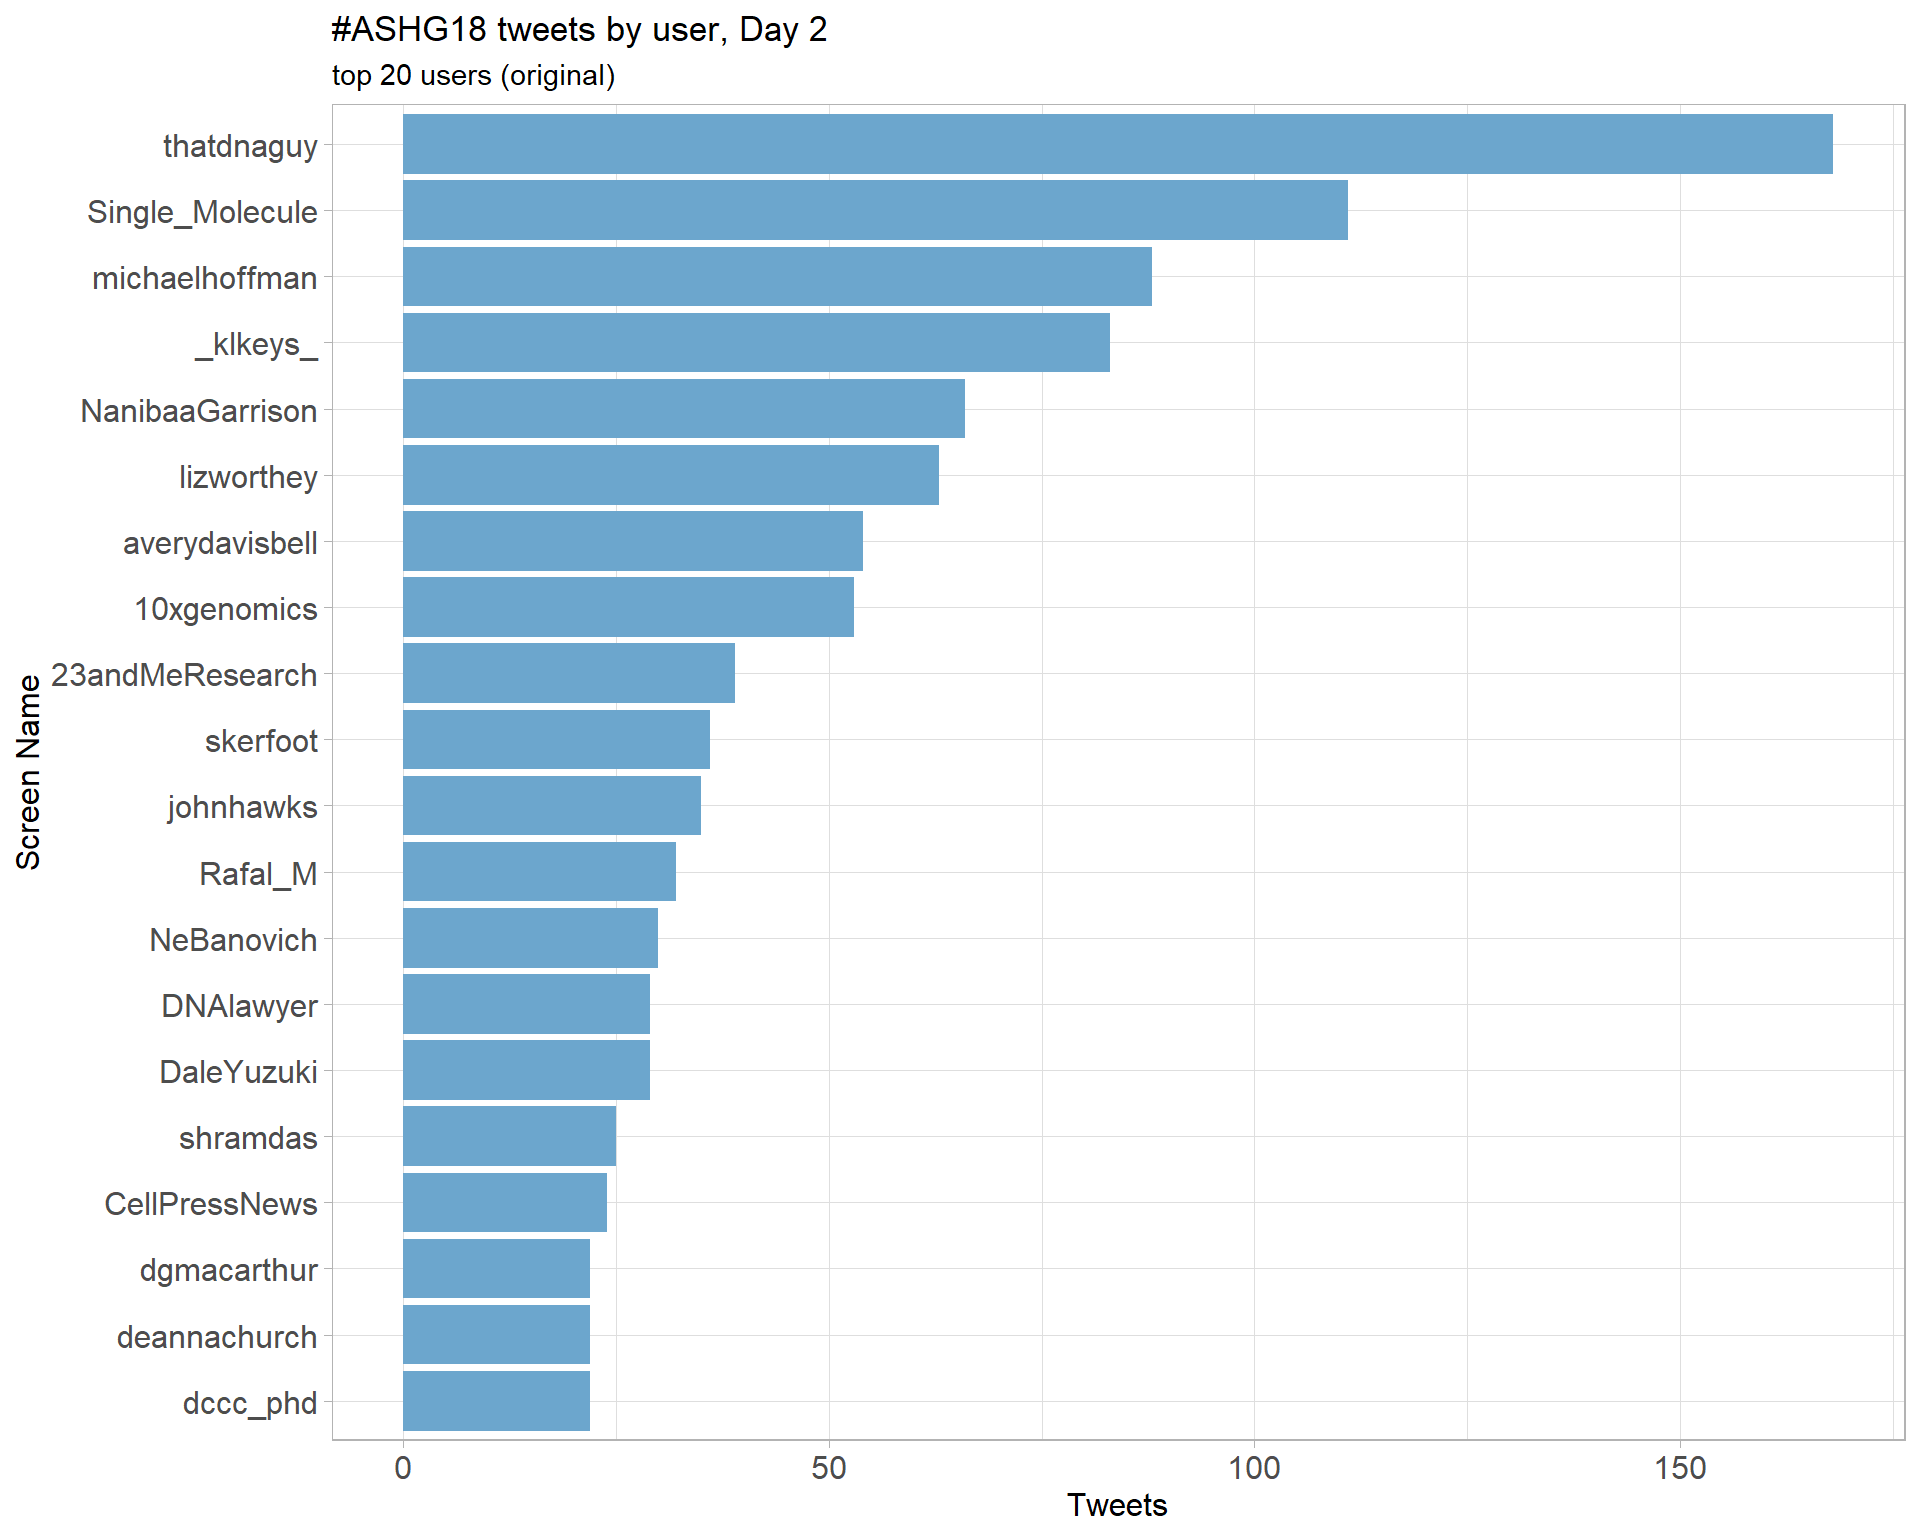 #ASHG18 tweets by user, Day 2
top 20 users (original)
thatdnaguy
Single_Molecule
michaelhoffman
_klkeys_
NanibaaGarrison
lizworthey
averydavisbell
10xgenomics
23andMeResearch
skerfoot
johnhawks
Rafal_M
NeBanovich
DNAlawyer
DaleYuzuki
shramdas
CellPressNews
dgmacarthur
deannachurch
dccc_phd
Screen Name
0 50 100 150
Tweets